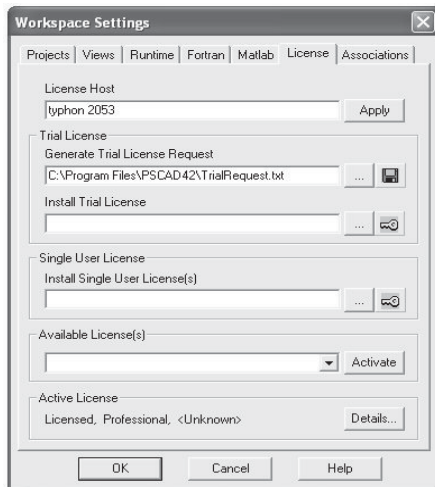 Workspace Settings
Projects Views Runtime Fortran Matlab License Associations
License Host
typhon 2053 Apply
Trial License
Generate Trial License Request
C:\Program Files\PSCAD42\TrialRequest.txt ...
Install Trial License
...
Single User License
Install Single User License(s)
...
Available License(s)
Activate
Active License
Licensed, Professional, <Unknown> Details...
OK Cancel Help